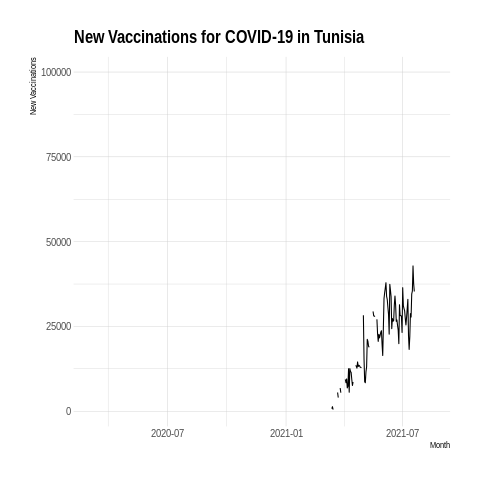 New Vaccinations for COVID-19 in Tunisia
New Vaccinations
100000
75000
50000
25000
0
2020-07
2021-01
2021-07
Month